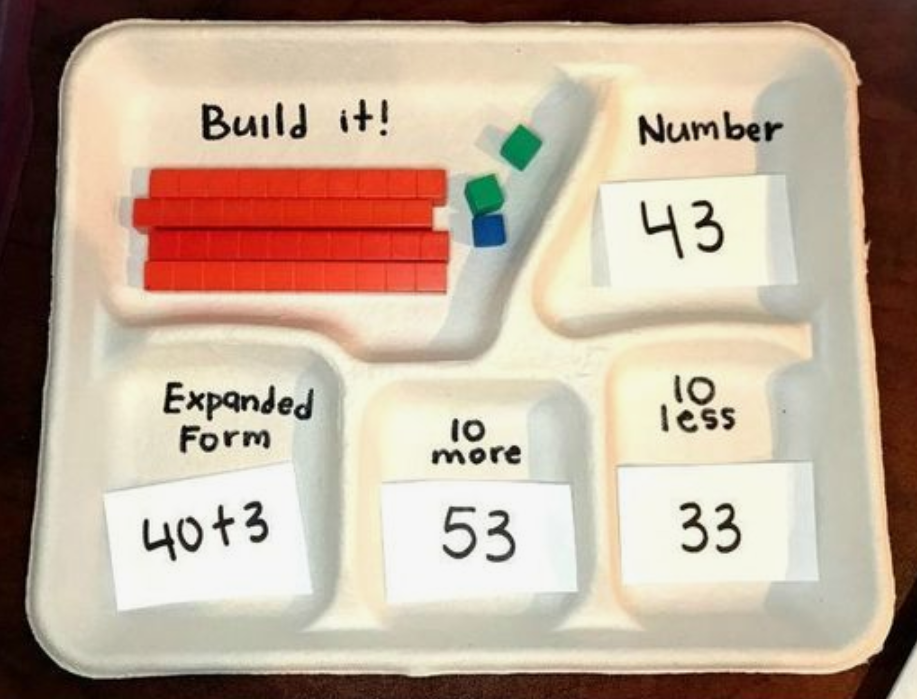 Build it!
Number
43
Expanded
Form
40+3
10
more
53
10
less
33